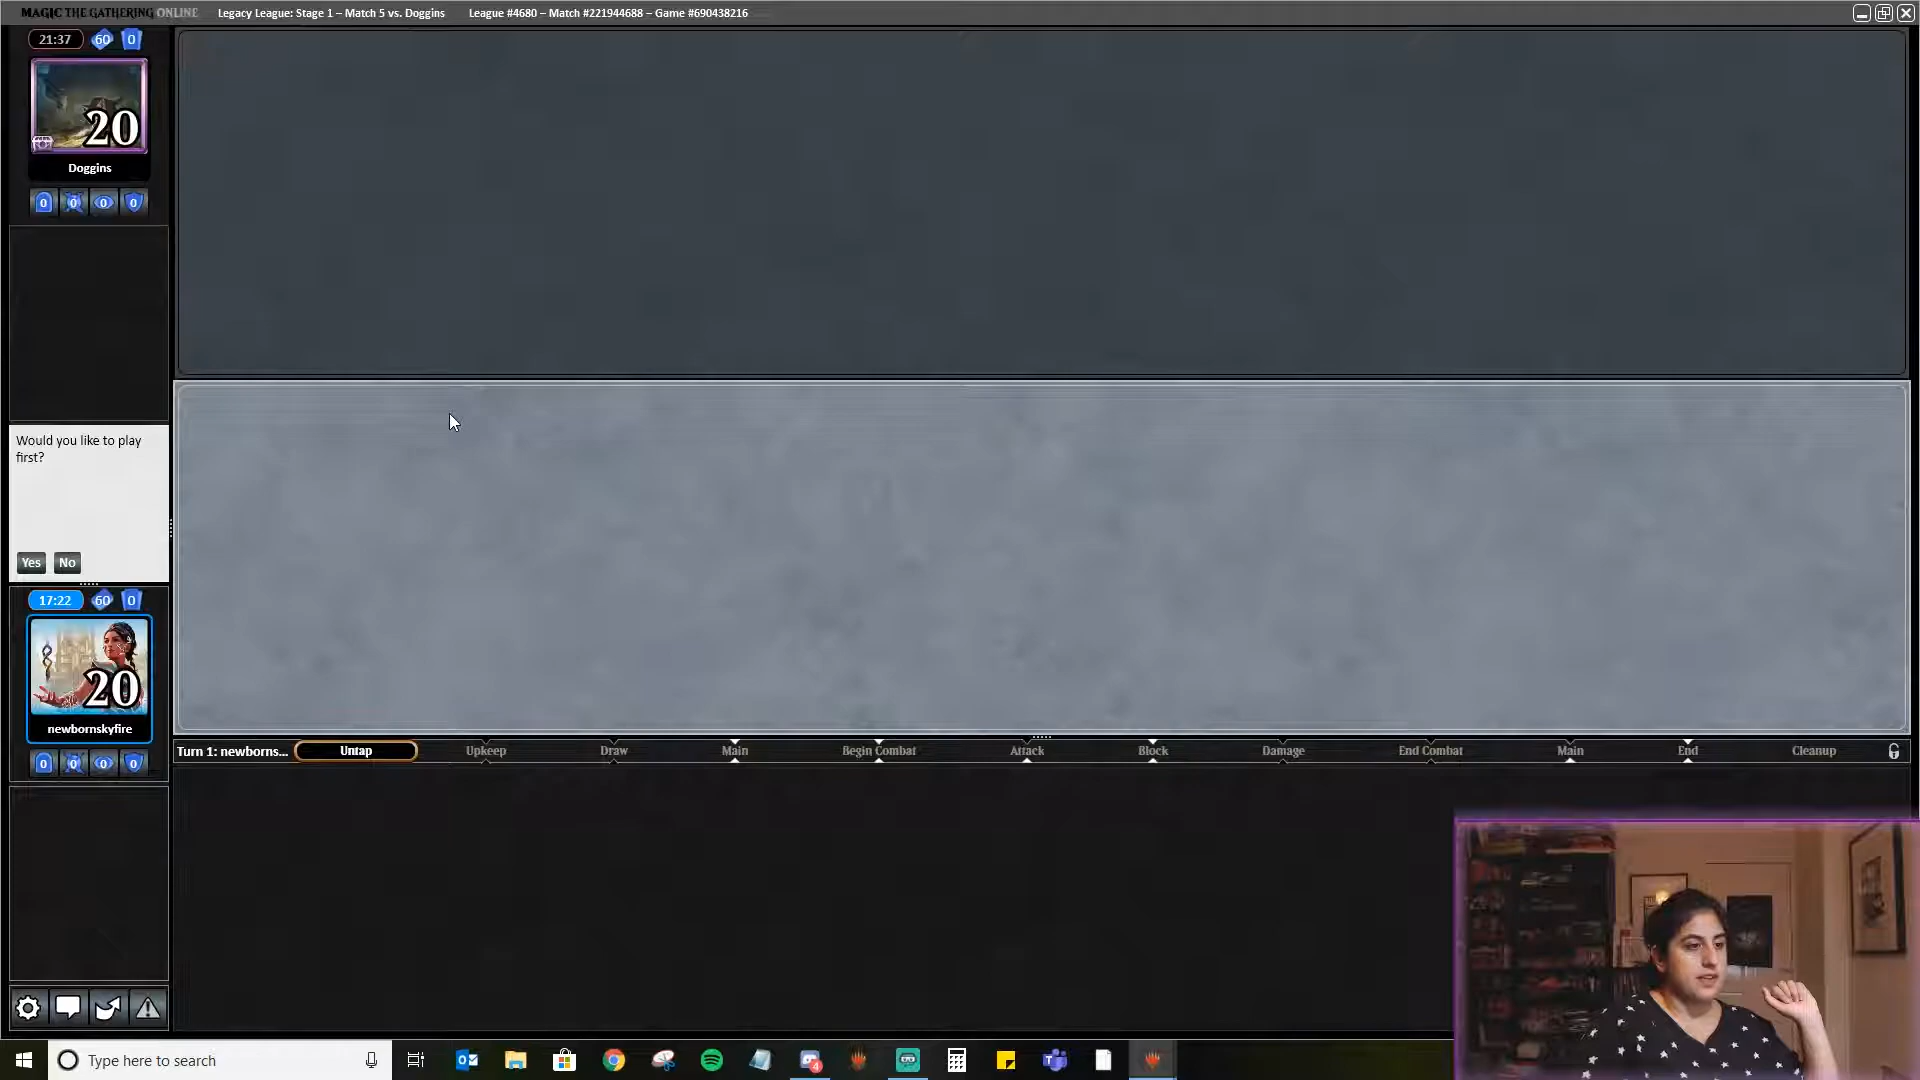 MAGIC THE GATHERING ONLINE Legacy League: Stage 1 – Match 5 vs. Doggins League #4680 – Match #221944688 – Game #690438216
21:37 60 0
20
Doggins
0 0 0 0
Would you like to play
first?
Yes No
17:22 60 0
20
newbornskyfire
Turn 1: newborns... Untap Upkeep Draw Main Begin Combat Attack Block Damage End Combat Main End Cleanup
0 0 0 0
Type here to search
4